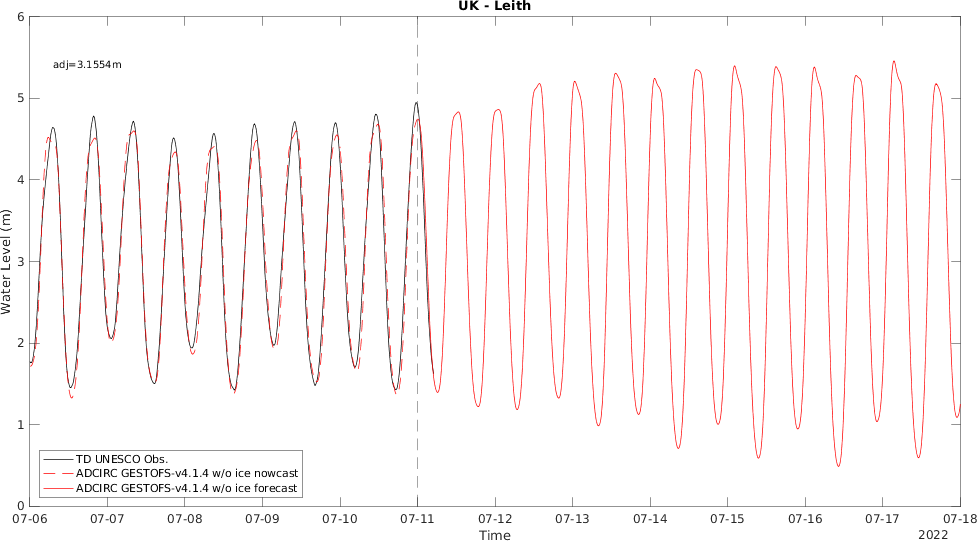 UK - Leith
adj=3.1554m
6
5
4
3
2
1
0
Water Level (m)
TD UNESCO Obs.
ADCIRC GESTOFS-v4.1.4 w/o ice nowcast
ADCIRC GESTOFS-v4.1.4 w/o ice forecast
07-06 07-07 07-08 07-09 07-10 07-11 07-12 07-13 07-14 07-15 07-16 07-17 07-18
Time
2022